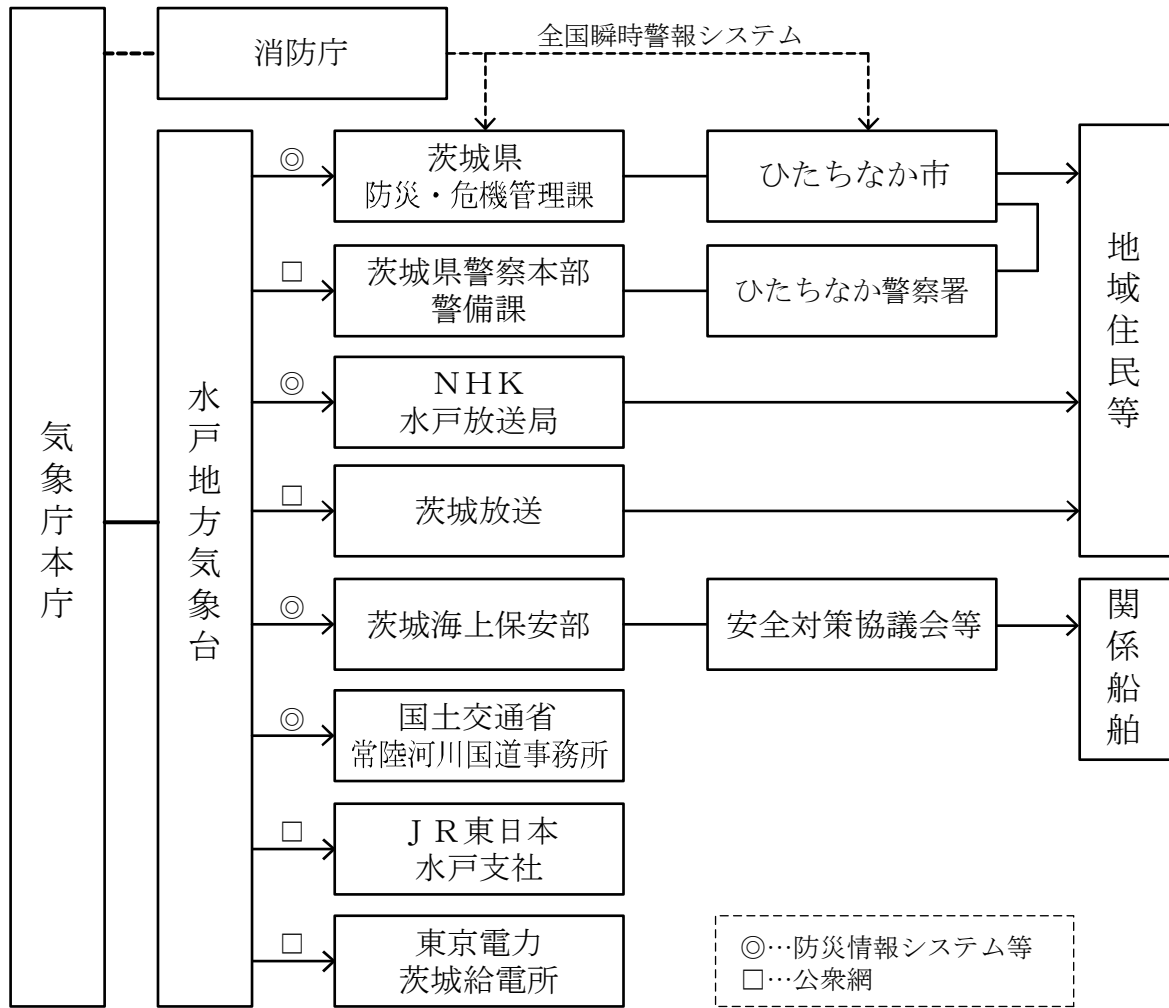 消防庁
全国瞬時警報システム
気象庁本庁
水戸地方気象台
◎
茨城県
防災・危機管理課
ひたちなか市
地域住民等
□
茨城県警察本部
警備課
ひたちなか警察署
◎
ＮＨＫ
水戸放送局
□
茨城放送
◎
茨城海上保安部
安全対策協議会等
関係船舶
◎
国土交通省
常陸河川国道事務所
□
ＪＲ東日本
水戸支社
□
東京電力
茨城給電所
◎…防災情報システム等
□…公衆網